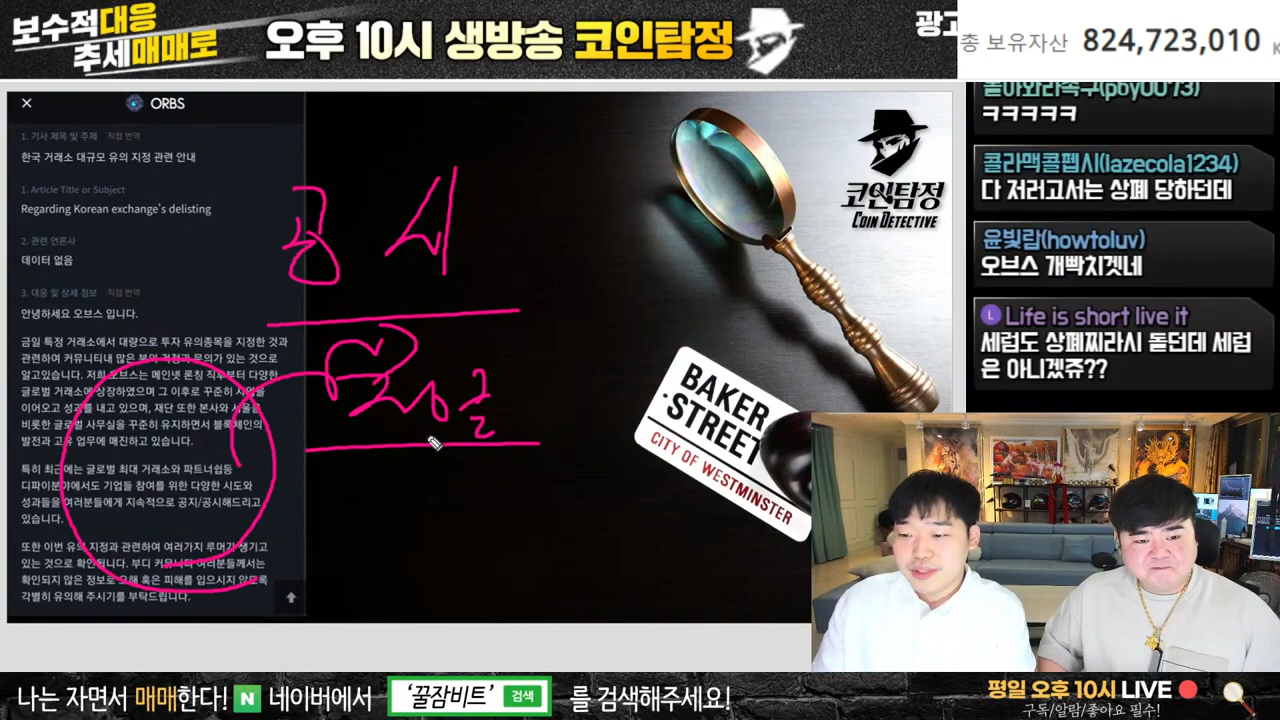 보수적대응
추세매매로
오후 10시 생방송 코인탐정
광고
총 보유자산 824,723,010
ORBS
1. 기사 제목 및 주제 직접 번역
한국 거래소 대규모 유의 지정 관련 안내
1. Article Title or Subject
Regarding Korean exchange's delisting
2. 관련 언론사
데이터 없음
3. 대응 및 상세 정보 직접 번역
안녕하세요 오브스 입니다.
금일 특정 거래소에서 대량으로 투자 유의종목을 지정한 것과
관련하여 커뮤니티내 많은 분의 걱정과 문의가 있는 것으로
알고있습니다. 저희 오브스는 메인넷 론칭 직후부터 다양한
글로벌 거래소에 상장하였으며 그 이후로 꾸준히 사업을
이어오고 성과를 내고 있으며, 재단 또한 본사와 서울을
비롯한 글로벌 사무실을 꾸준히 유지하면서 블록체인의
발전과 고유 업무에 매진하고 있습니다.
특히 최근에는 글로벌 최대 거래소와 파트너쉽등
디파이분야에서도 기업들 참여를 위한 다양한 시도와
성과들을 여러분들에게 지속적으로 공지/공시해드리고
있습니다.
또한 이번 유의 지정과 관련하여 여러가지 루머가 생기고
있는 것으로 확인됩니다. 부디 커뮤니티 여러분들께서는
확인되지 않은 정보로 오해 혹은 피해를 입으시지 않도록
각별히 유의해 주시기를 부탁드립니다.
공시
코인탐정
COIN DETECTIVE
BAKER
STREET
CITY OF WESTMINSTER
ㅋㅋㅋㅋㅋ
콜라맥콜펩시(lazecola1234)
다 저러고서는 상폐 당하던데
윤빛람(howtoluv)
오브스 개빡치겟네
L Life is short live it
세럼도 상폐찌라시 돌던데 세럼
은 아니겠쥬??
나는 자면서 매매한다! N 네이버에서 '꿀잠비트' 검색 를 검색해주세요!
평일 오후 10시 LIVE
구독/알람/좋아요 필수!